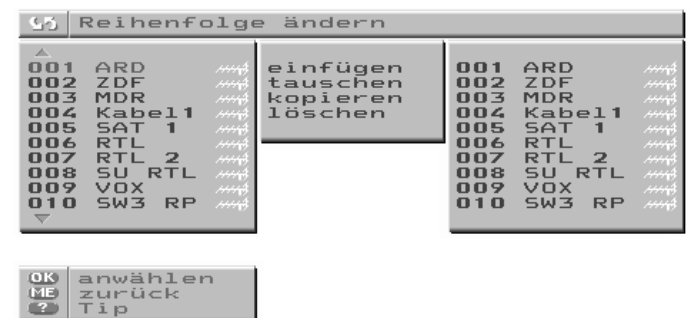 Reihenfolge ändern
001 ARD
002 ZDF
003 MDR
004 Kabel1
005 SAT 1
006 RTL
007 RTL 2
008 SU RTL
009 VOX
010 SW3 RP
einfügen
tauschen
kopieren
löschen
001 ARD
002 ZDF
003 MDR
004 Kabel1
005 SAT 1
006 RTL
007 RTL 2
008 SU RTL
009 VOX
010 SW3 RP
OK anwählen
ME zurück
? Tip